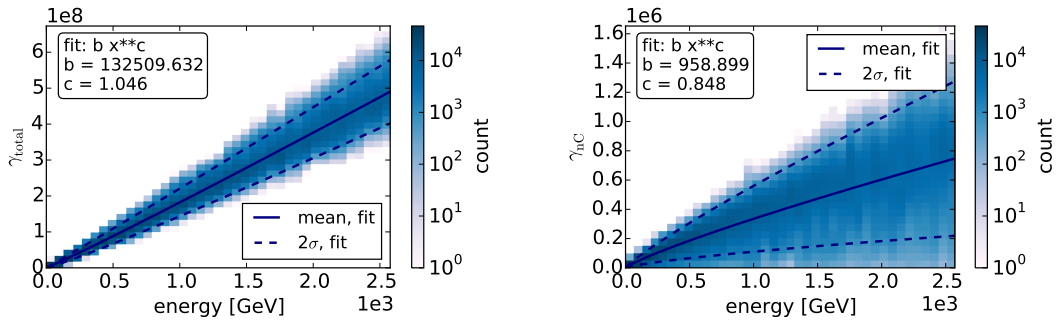 1e8
6
5
4
3
2
1
0
γtotal
fit: b x**c
b = 132509.632
c = 1.046
mean, fit
2σ, fit
0.0 0.5 1.0 1.5 2.0 2.5
1e3
energy [GeV]
10^4
10^3
10^2
10^1
10^0
count
1e6
1.6
1.4
1.2
1.0
0.8
0.6
0.4
0.2
0.0
γnC
fit: b x**c
b = 958.899
c = 0.848
mean, fit
2σ, fit
0.0 0.5 1.0 1.5 2.0 2.5
1e3
energy [GeV]
10^4
10^3
10^2
10^1
10^0
count